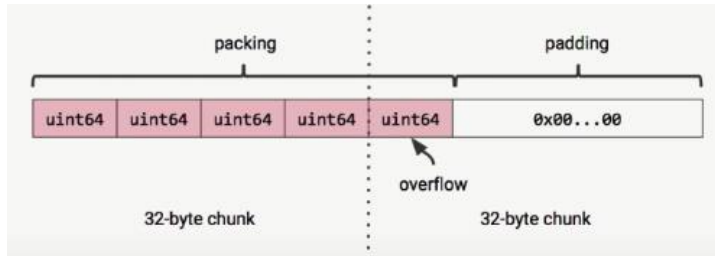 packing padding
uint64 uint64 uint64 uint64 uint64 0x00...00
overflow
32-byte chunk 32-byte chunk